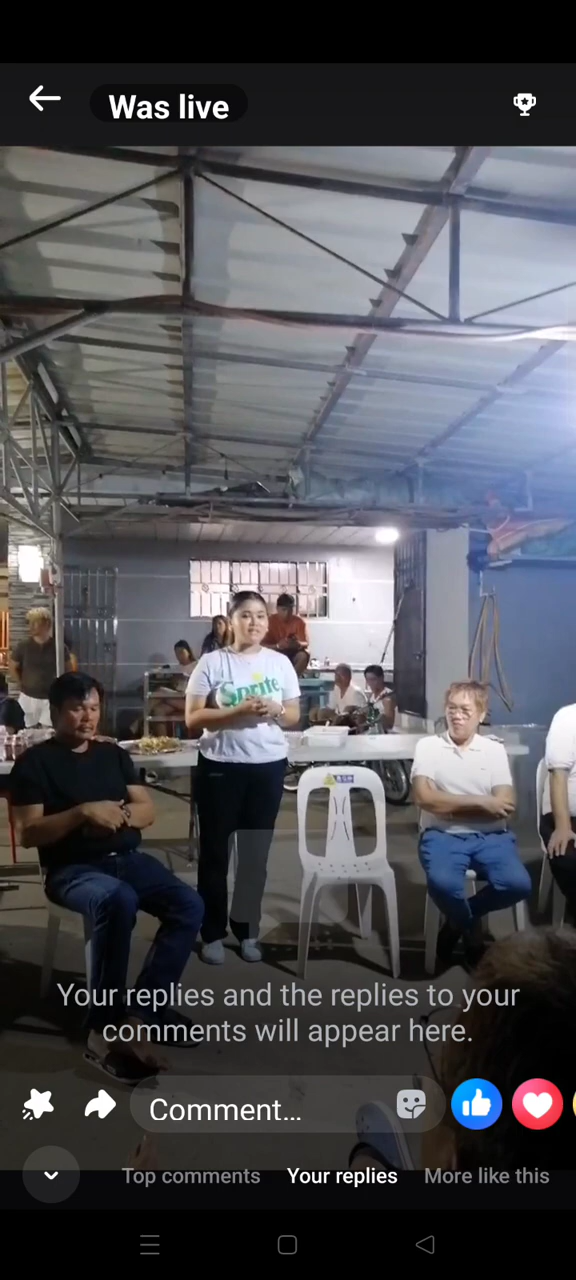 Was live
Sprite
Your replies and the replies to your
comments will appear here.
Comment...
Top comments
Your replies
More like this